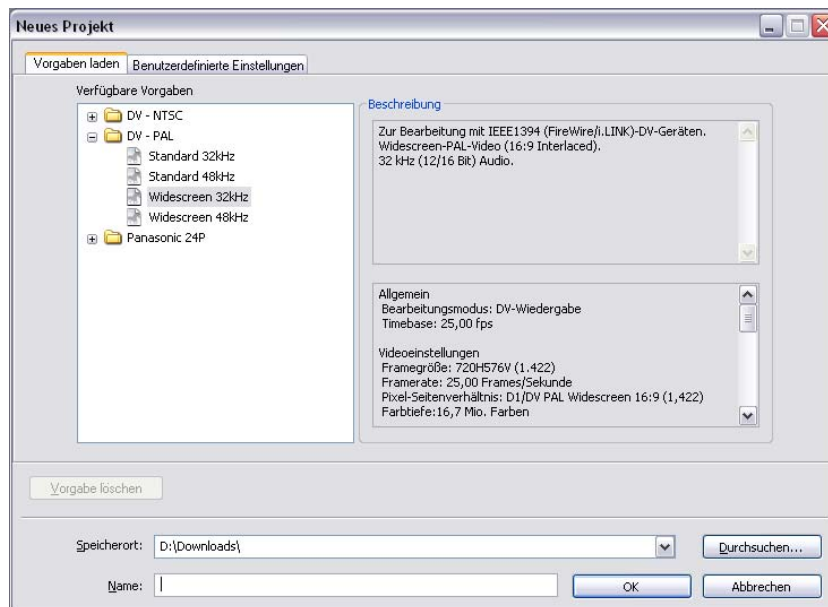 Neues Projekt
Vorgaben laden
Benutzerdefinierte Einstellungen
Verfügbare Vorgaben
DV - NTSC
DV - PAL
Standard 32kHz
Standard 48kHz
Widescreen 32kHz
Widescreen 48kHz
Panasonic 24P
Beschreibung
Zur Bearbeitung mit IEEE1394 (FireWire/i.LINK)-DV-Geräten.
Widescreen-PAL-Video (16:9 Interlaced).
32 kHz (12/16 Bit) Audio.
Allgemein
Bearbeitungsmodus: DV-Wiedergabe
Timebase: 25,00 fps
Videoeinstellungen
Framegröße: 720H576V (1.422)
Framerate: 25,00 Frames/Sekunde
Pixel-Seitenverhältnis: D1/DV PAL Widescreen 16:9 (1,422)
Farbtiefe:16,7 Mio. Farben
Vorgabe löschen
Speicherort:
D:\Downloads\
Durchsuchen...
Name:
OK
Abbrechen